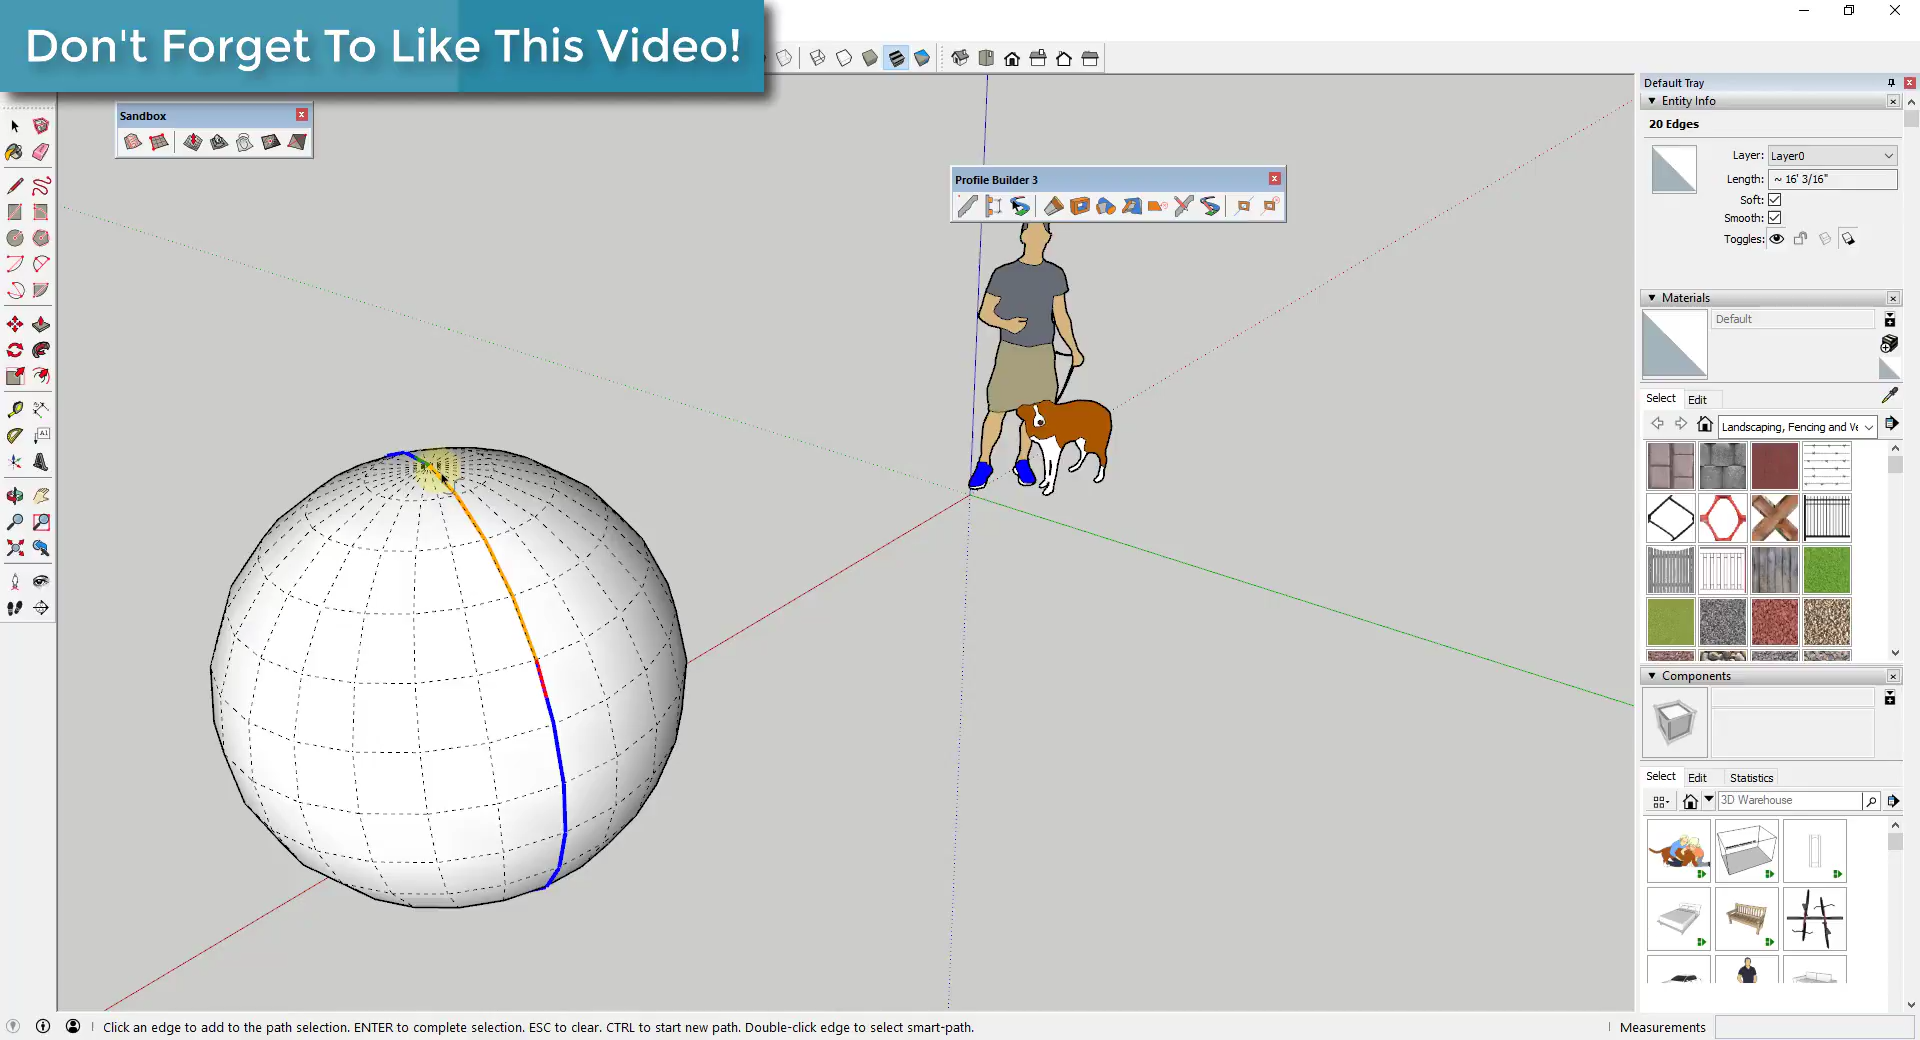 Don't Forget To Like This Video!
Default Tray
Entity Info
20 Edges
Layer:
Layer0
Length:
~ 16' 3/16"
Soft:
Smooth:
Toggles:
Sandbox
Profile Builder 3
A1
Materials
Default
Select
Edit
Landscaping, Fencing and Ve
Components
Select
Edit
Statistics
3D Warehouse
Click an edge to add to the path selection. ENTER to complete selection. ESC to clear. CTRL to start new path. Double-click edge to select smart-path.
Measurements